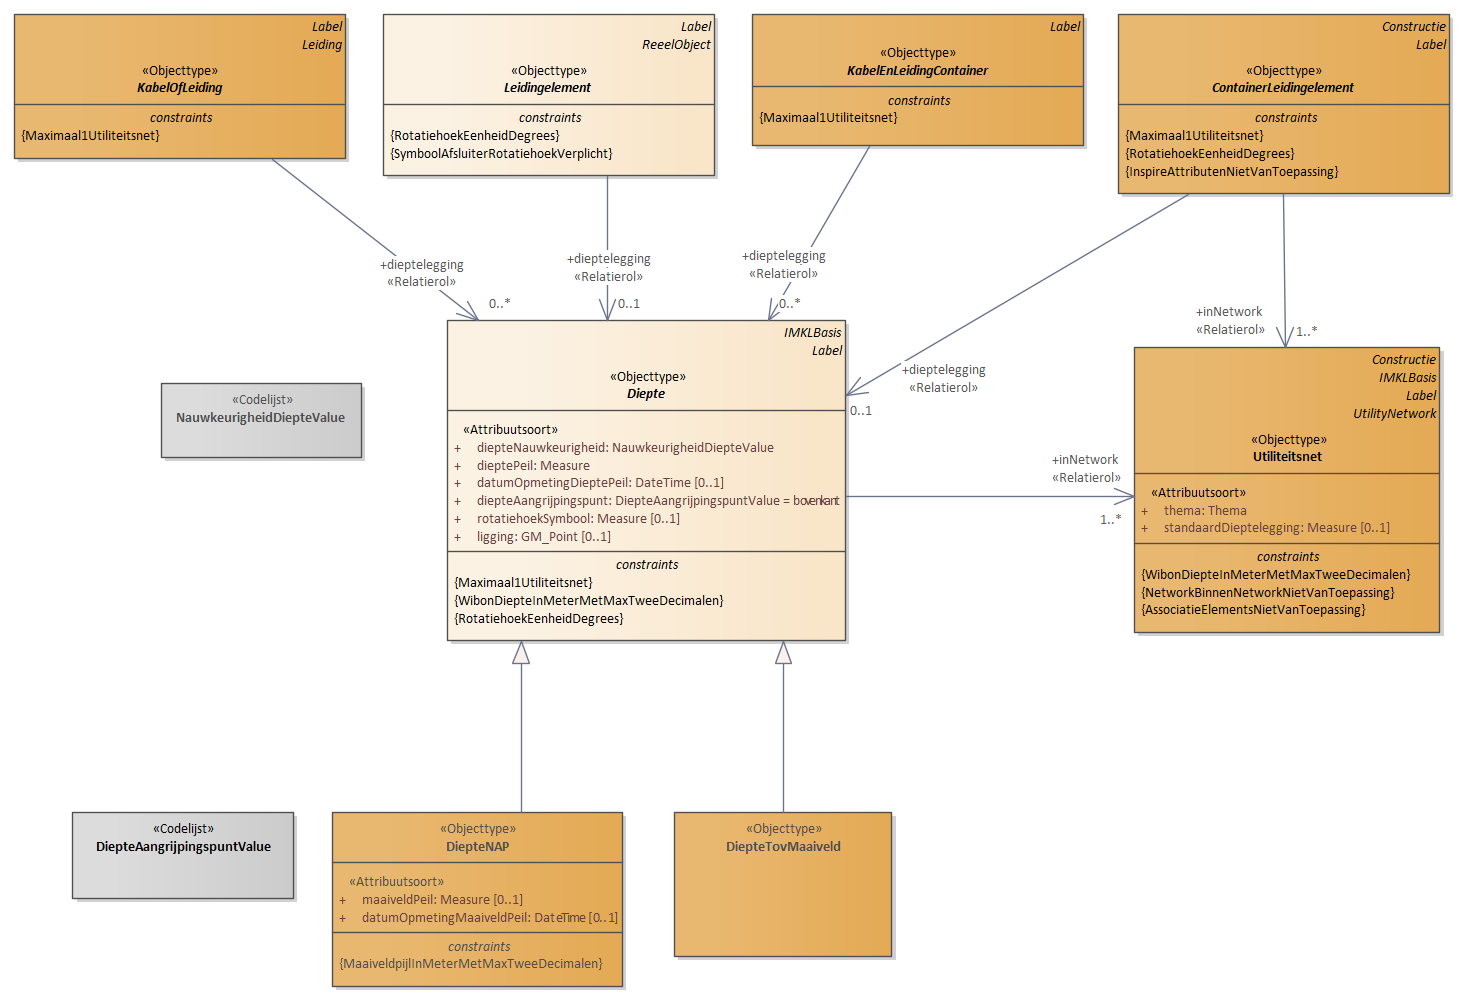 Label
Leiding
«Objecttype»
KabelOfLeiding
constraints
{Maximaal1Utiliteitsnet}
Label
ReeelObject
«Objecttype»
Leidingelement
constraints
{RotatiehoekEenheidDegrees}
{SymboolAfsluiterRotatiehoekVerplicht}
Label
«Objecttype»
KabelEnLeidingContainer
constraints
{Maximaal1Utiliteitsnet}
Constructie
Label
«Objecttype»
ContainerLeidingelement
constraints
{Maximaal1Utiliteitsnet}
{RotatiehoekEenheidDegrees}
{InspireAttributenNietVanToepassing}
+dieptelegging
«Relatierol»
0..*
+dieptelegging
«Relatierol»
0..1
+dieptelegging
«Relatierol»
0..*
+dieptelegging
«Relatierol»
0..1
+inNetwork
«Relatierol»
1..*
IMKLBasis
Label
«Objecttype»
Diepte
«Attribuutsoort»
+ diepteNauwkeurigheid: NauwkeurigheidDiepteValue
+ dieptePeil: Measure
+ datumOpmetingDieptePeil: DateTime [0..1]
+ diepteAangrijpingspunt: DiepteAangrijpingspuntValue = bovenkant
+ rotatiehoekSymbool: Measure [0..1]
+ ligging: GM_Point [0..1]
constraints
{Maximaal1Utiliteitsnet}
{WibonDiepteInMeterMetMaxTweeDecimalen}
{RotatiehoekEenheidDegrees}
«Codelijst»
NauwkeurigheidDiepteValue
+inNetwork
«Relatierol»
1..*
Constructie
IMKLBasis
Label
UtilityNetwork
«Objecttype»
Utiliteitsnet
«Attribuutsoort»
+ thema: Thema
+ standaardDieptelegging: Measure [0..1]
constraints
{WibonDiepteInMeterMetMaxTweeDecimalen}
{NetworkBinnenNetworkNietVanToepassing}
{AssociatieElementsNietVanToepassing}
«Codelijst»
DiepteAangrijpingspuntValue
«Objecttype»
DiepteNAP
«Attribuutsoort»
+ maaiveldPeil: Measure [0..1]
+ datumOpmetingMaaiveldPeil: DateTime [0..1]
constraints
{MaaiveldpijlInMeterMetMaxTweeDecimalen}
«Objecttype»
DiepteTovMaaiveld